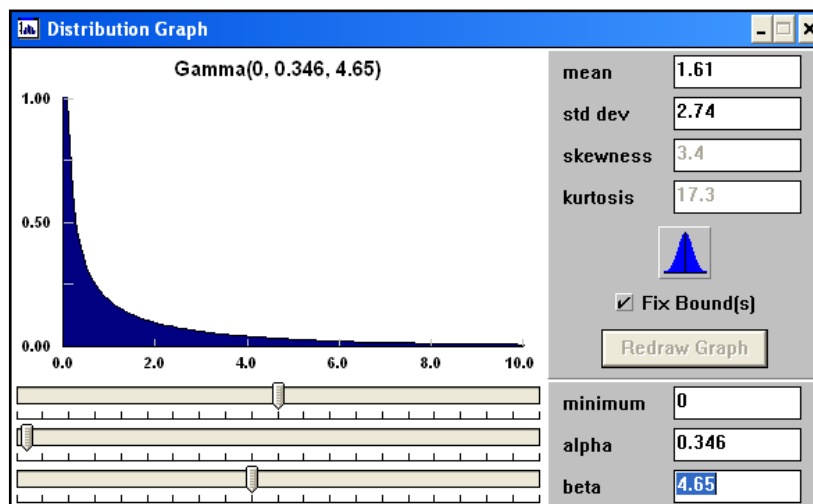 Distribution Graph
Gamma(0, 0.346, 4.65)
1.00
0.50
0.00
0.0 2.0 4.0 6.0 8.0 10.0
mean 1.61
std dev 2.74
skewness 3.4
kurtosis 17.3
Fix Bound(s)
Redraw Graph
minimum 0
alpha 0.346
beta 4.65